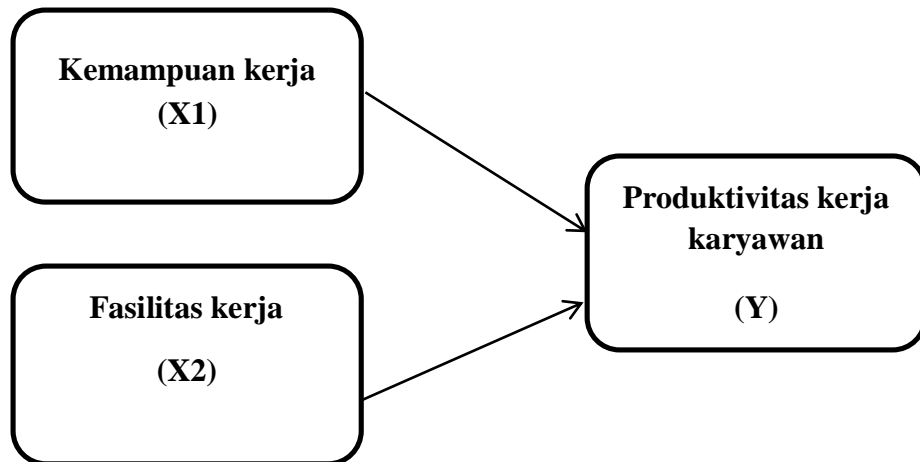 Kemampuan kerja
(X1)
Produktivitas kerja
karyawan
(Y)
Fasilitas kerja
(X2)